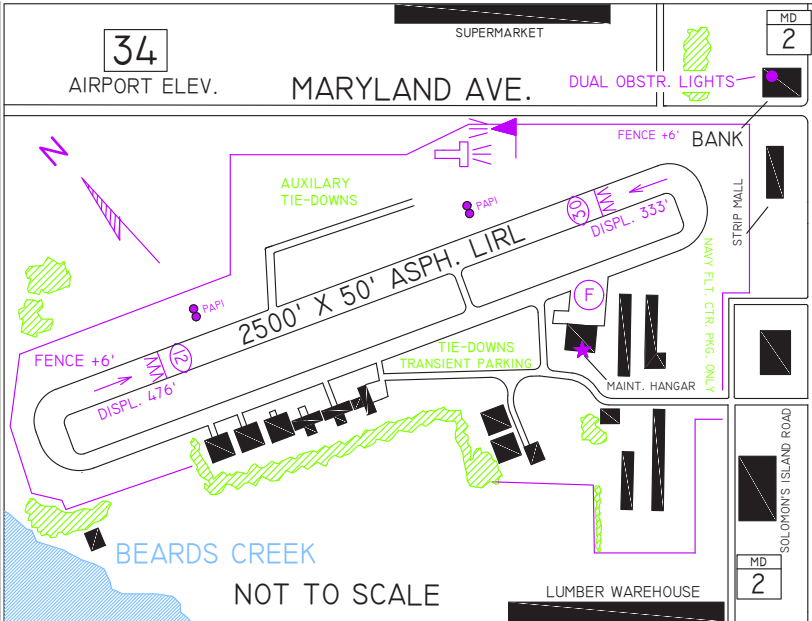 SUPERMARKET
MD
2
34
AIRPORT ELEV.
MARYLAND AVE.
DUAL OBSTR. LIGHTS
FENCE +6'
BANK
N
AUXILARY
TIE-DOWNS
PAPI
30
DISPL. 333'
STRIP MALL
NAVY FLT. CTR. PKG. ONLY
2500' X 50' ASPH. LIRL
PAPI
F
FENCE +6'
12
DISPL. 476'
TIE-DOWNS
TRANSIENT PARKING
MAINT. HANGAR
SOLOMON'S ISLAND ROAD
BEARDS CREEK
NOT TO SCALE
LUMBER WAREHOUSE
MD
2